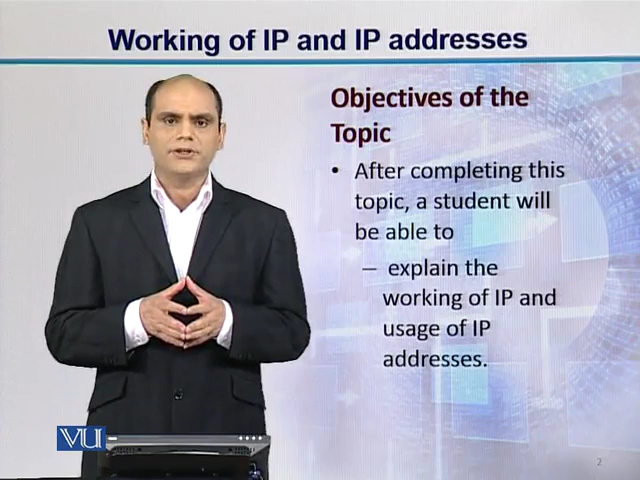 Working of IP and IP addresses
Objectives of the
Topic
• After completing this
topic, a student will
be able to
– explain the
working of IP and
usage of IP
addresses.
VU
2